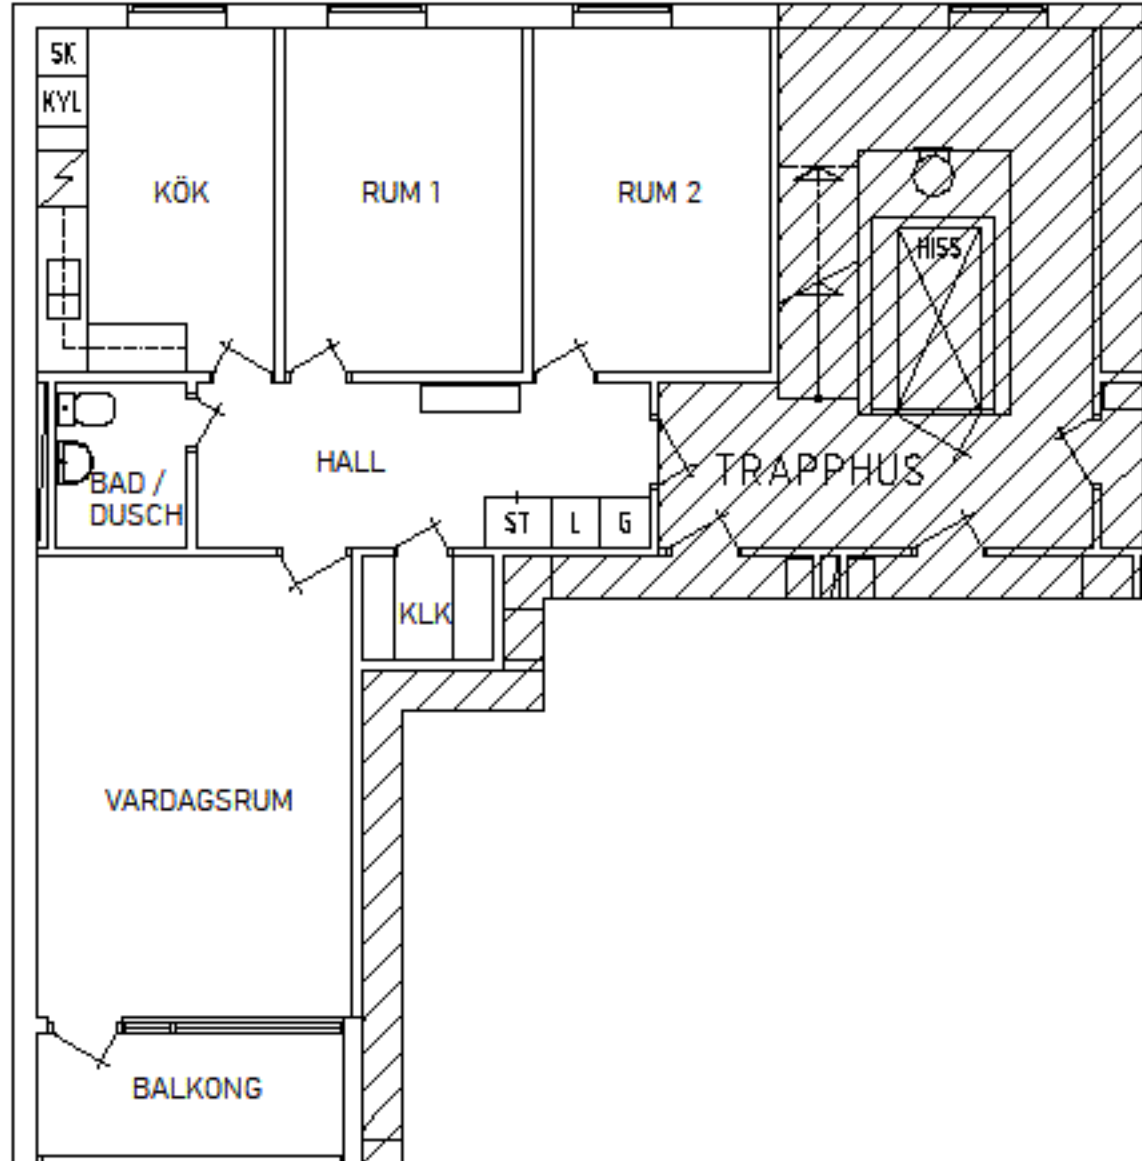 SK
KYL
KÖK
RUM 1
RUM 2
HISS
HALL
TRAPPHUS
BAD /
DUSCH
ST
L
G
KLK
VARDAGSRUM
BALKONG